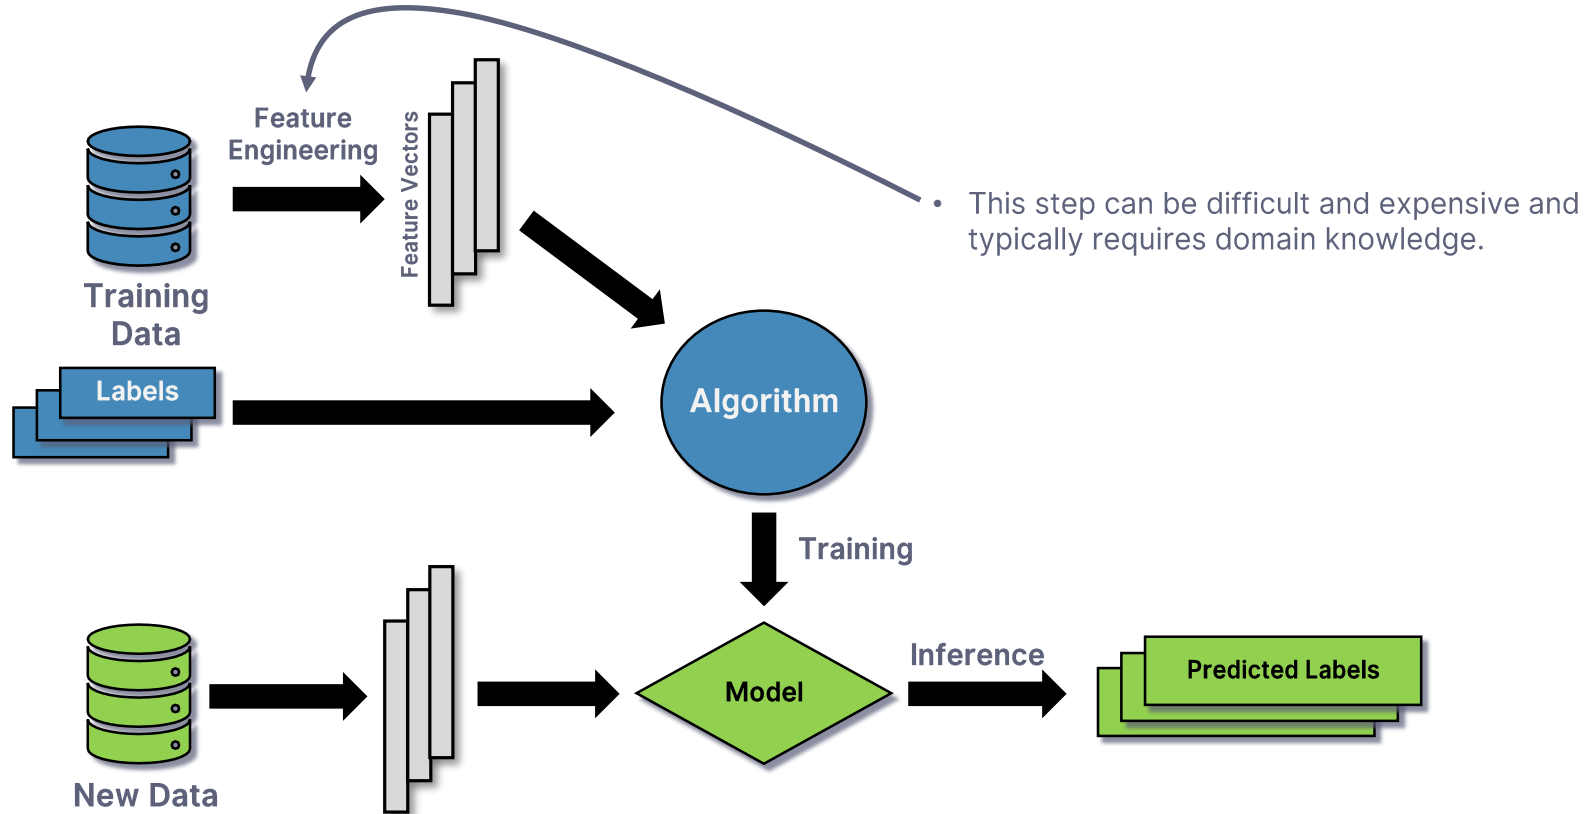 Feature
Engineering
Feature Vectors
• This step can be difficult and expensive and
typically requires domain knowledge.
Training
Data
Labels
Algorithm
Training
Inference
Predicted Labels
Model
New Data